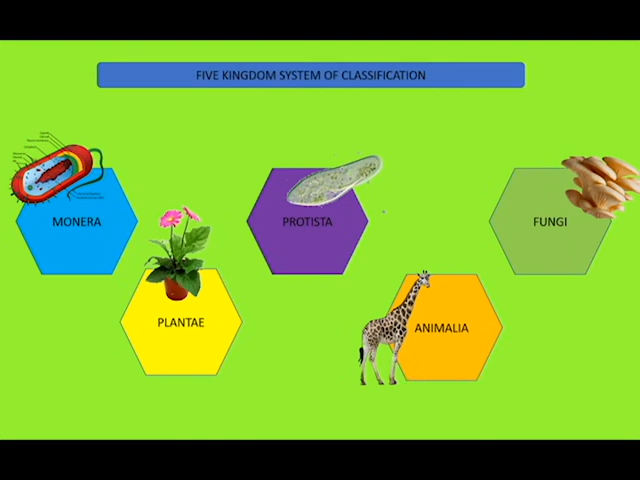 FIVE KINGDOM SYSTEM OF CLASSIFICATION
MONERA
PROTISTA
FUNGI
PLANTAE
ANIMALIA